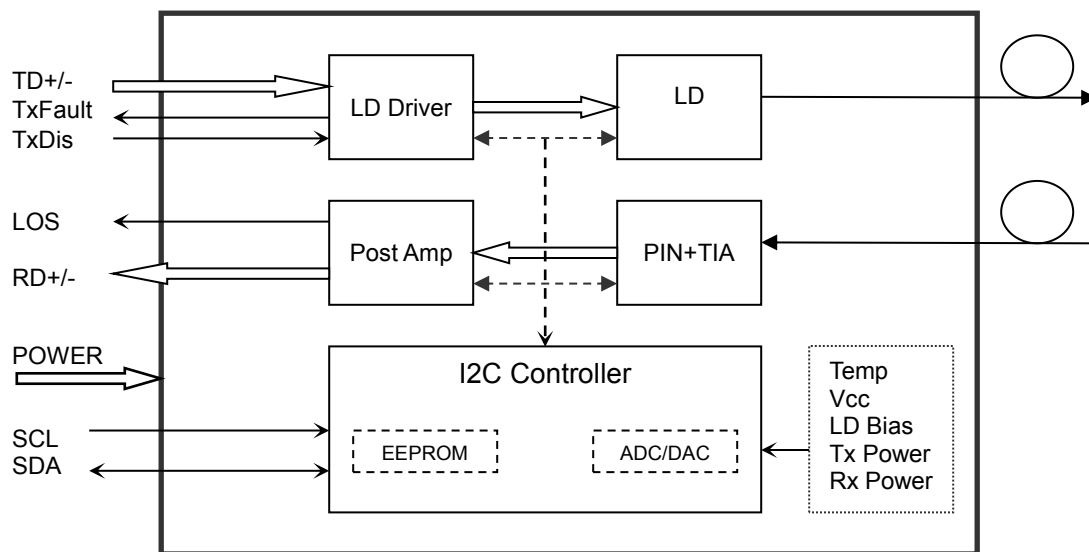 TD+/-
TxFault
TxDis
LD Driver
LD
LOS
RD+/-
Post Amp
PIN+TIA
POWER
SCL
SDA
I2C Controller
EEPROM
ADC/DAC
Temp
Vcc
LD Bias
Tx Power
Rx Power